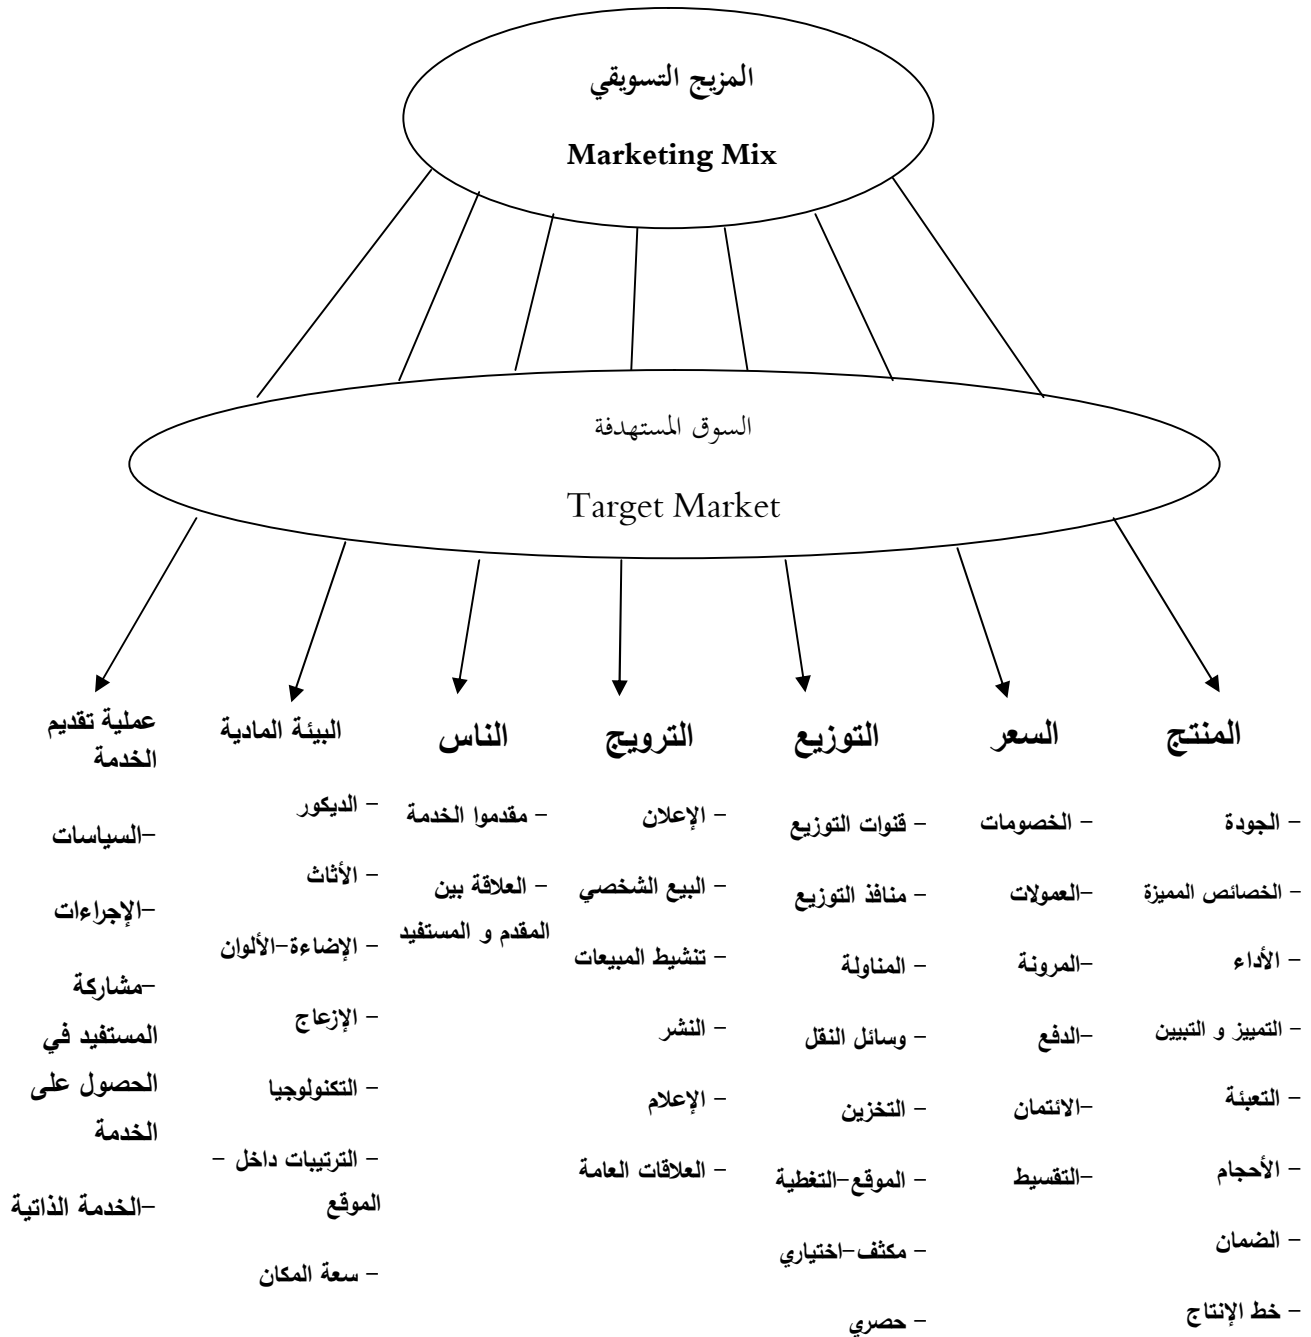 المزيج التسويقي
Marketing Mix
السوق المستهدفة
Target Market
المنتج
- الجودة
- الخصائص المميزة
- الأداء
- التمييز و التبيين
- التعبئة
- الأحجام
- الضمان
- خط الإنتاج
السعر
- الخصومات
-العمولات
-المرونة
-الدفع
-الائتمان
-التقسيط
التوزيع
- قنوات التوزيع
- منافذ التوزيع
- المناولة
- وسائل النقل
- التخزين
- الموقع-التغطية
- مكثف-اختياري
- حصري
الترويج
- الإعلان
- البيع الشخصي
- تنشيط المبيعات
- النشر
- الإعلام
- العلاقات العامة
الناس
- مقدموا الخدمة
- العلاقة بين
المقدم و المستفيد
البيئة المادية
- الديكور
- الأثاث
- الإضاءة-الألوان
- الإزعاج
- التكنولوجيا
- الترتيبات داخل -
الموقع
- سعة المكان
عملية تقديم
الخدمة
-السياسات
-الإجراءات
-مشاركة
المستفيد في
الحصول على
الخدمة
-الخدمة الذاتية